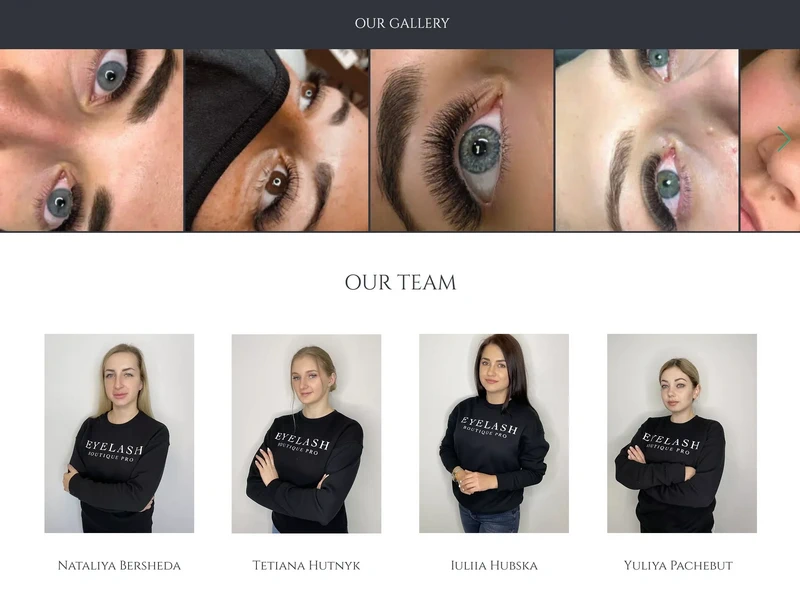 OUR GALLERY
OUR TEAM
EYELASH
BOUTIQUE PRO
EYELASH
BOUTIQUE PRO
EYELASH
BOUTIQUE PRO
EYELASH
BOUTIQUE PRO
NATALIYA BERSHEDA
TETIANA HUTNYK
IULIIA HUBSKA
YULIYA PACHEBUT